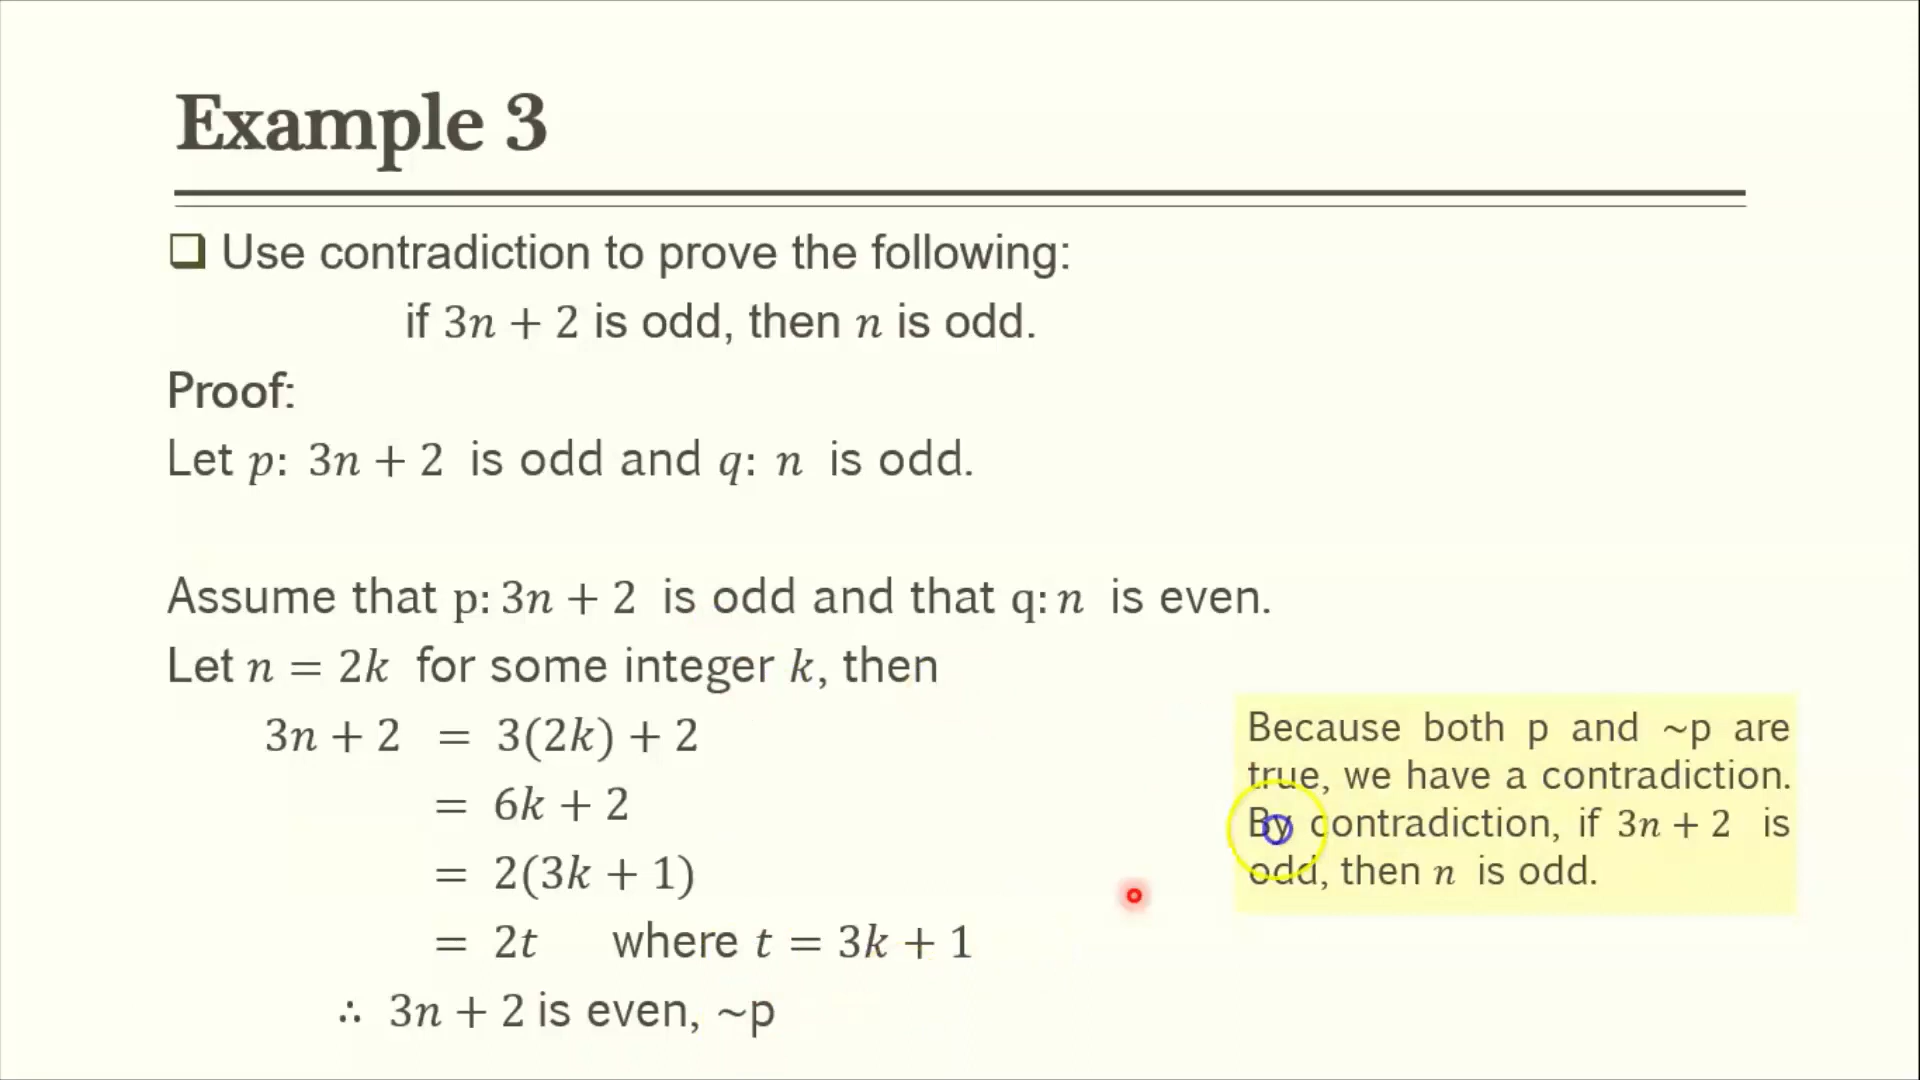 Example 3
Use contradiction to prove the following:
if 3n + 2 is odd, then n is odd.
Proof:
Let p: 3n + 2 is odd and q: n is odd.
Assume that p: 3n + 2 is odd and that q: n is even.
Let n = 2k for some integer k, then
3n + 2 = 3(2k) + 2
= 6k + 2
= 2(3k + 1)
= 2t where t = 3k + 1
∴ 3n + 2 is even, ~p
Because both p and ~p are
true, we have a contradiction.
By contradiction, if 3n + 2 is
odd, then n is odd.